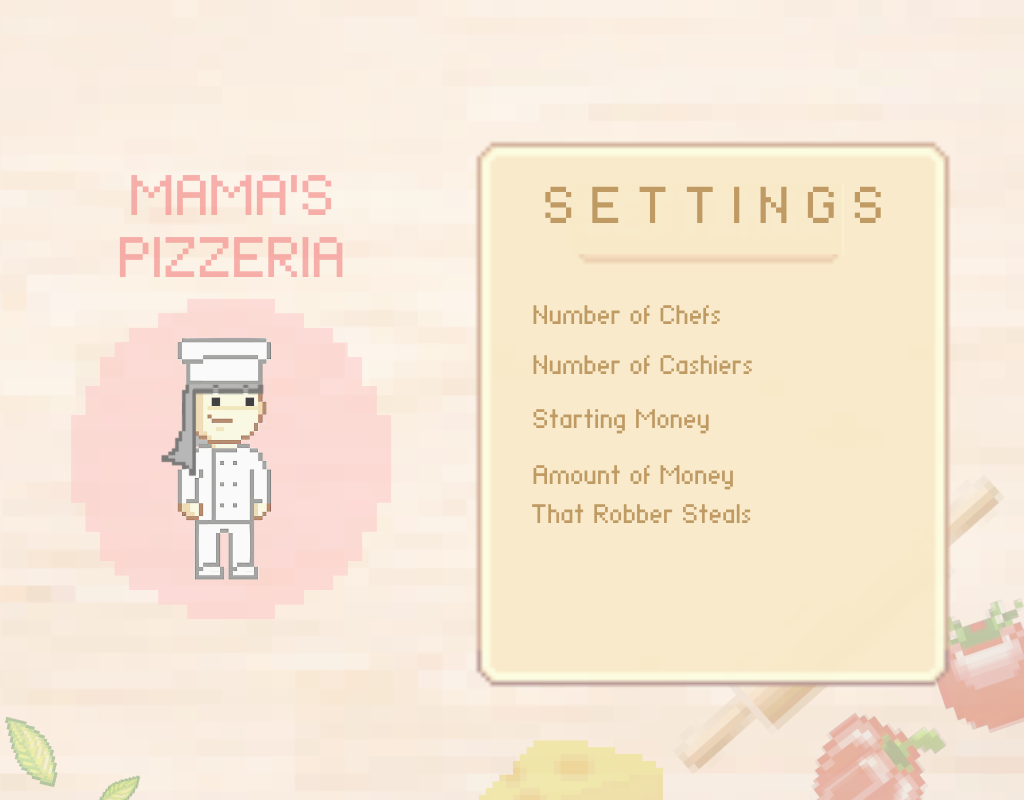 MAMA'S
PIZZERIA
SETTINGS
Number of Chefs
Number of Cashiers
Starting Money
Amount of Money
That Robber Steals